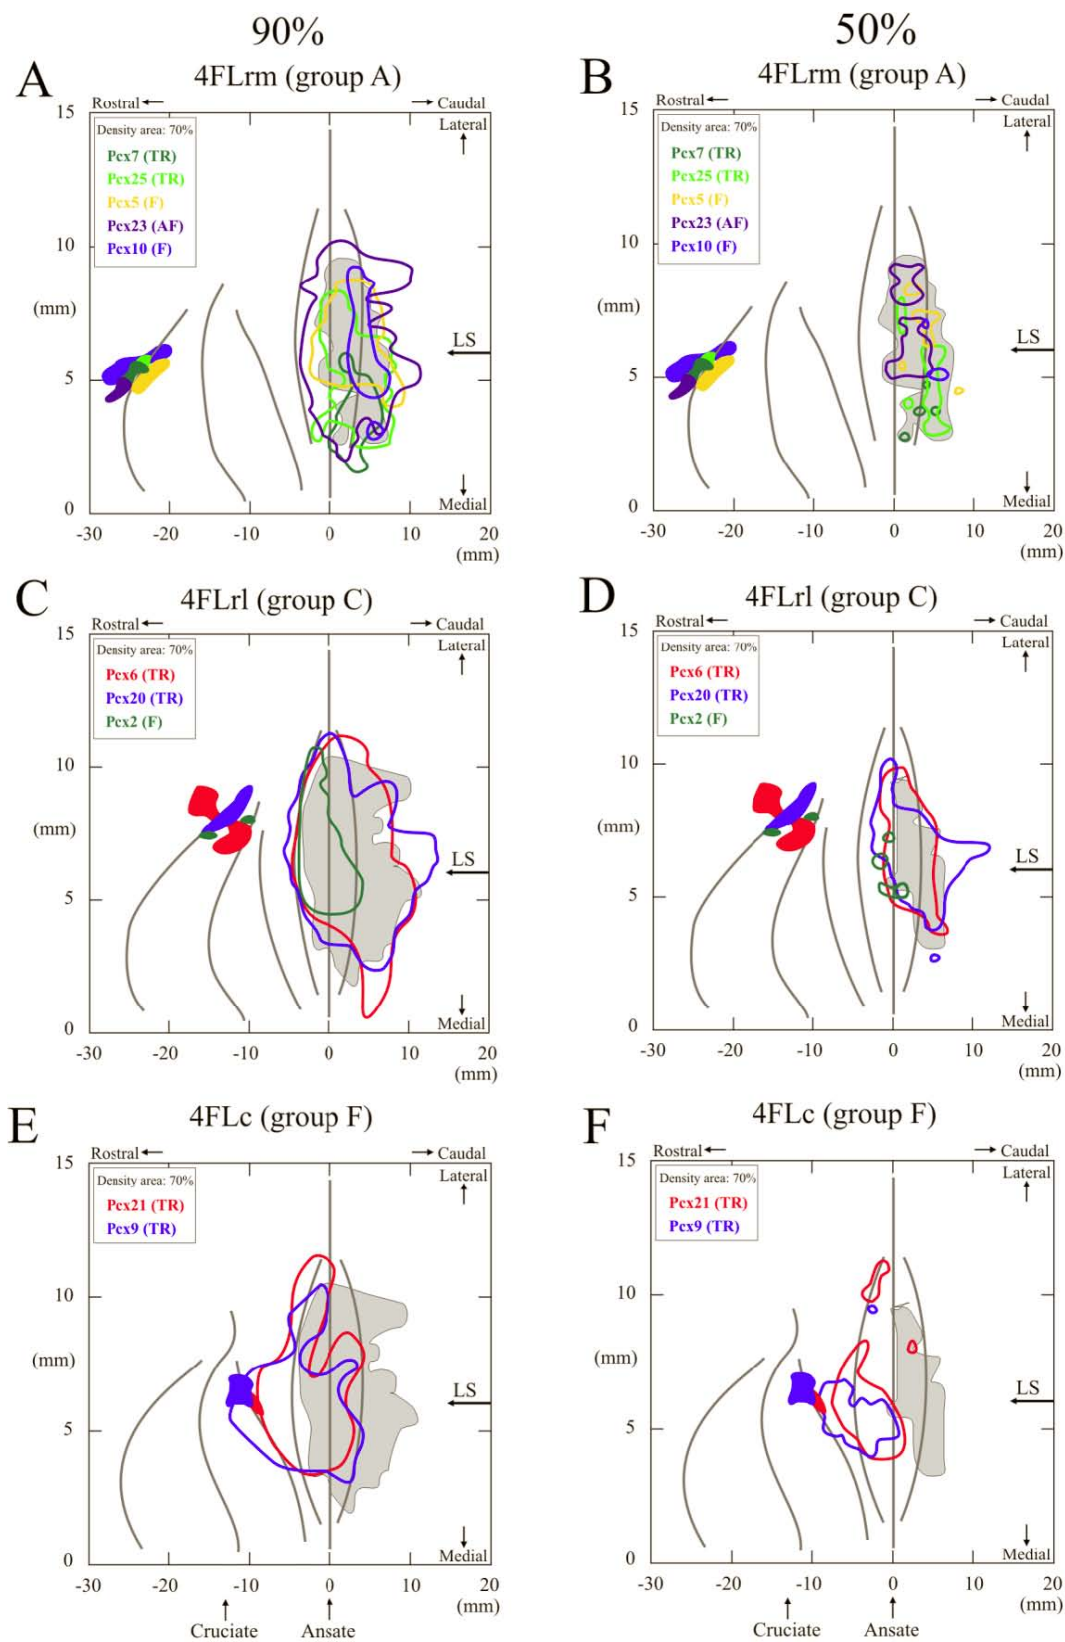 90%
50%
A
4FLrm (group A)
Rostral
Caudal
Lateral
Density area: 70%
Pcx7 (TR)
Pcx25 (TR)
Pcx5 (F)
Pcx23 (AF)
Pcx10 (F)
15
10
(mm)
5
0
LS
Medial
-30 -20 -10 0 10 20
(mm)
B
4FLrm (group A)
Rostral
Caudal
Lateral
Density area: 70%
Pcx7 (TR)
Pcx25 (TR)
Pcx5 (F)
Pcx23 (AF)
Pcx10 (F)
15
10
(mm)
5
0
LS
Medial
-30 -20 -10 0 10 20
(mm)
C
4FLrl (group C)
Rostral
Caudal
Lateral
Density area: 70%
Pcx6 (TR)
Pcx20 (TR)
Pcx2 (F)
15
10
(mm)
5
0
LS
Medial
-30 -20 -10 0 10 20
(mm)
D
4FLrl (group C)
Rostral
Caudal
Lateral
Density area: 70%
Pcx6 (TR)
Pcx20 (TR)
Pcx2 (F)
15
10
(mm)
5
0
LS
Medial
-30 -20 -10 0 10 20
(mm)
E
4FLc (group F)
Rostral
Caudal
Lateral
Density area: 70%
Pcx21 (TR)
Pcx9 (TR)
15
10
(mm)
5
0
LS
Medial
-30 -20 -10 0 10 20
(mm)
Cruciate Ansate
F
4FLc (group F)
Rostral
Caudal
Lateral
Density area: 70%
Pcx21 (TR)
Pcx9 (TR)
15
10
(mm)
5
0
LS
Medial
-30 -20 -10 0 10 20
(mm)
Cruciate Ansate